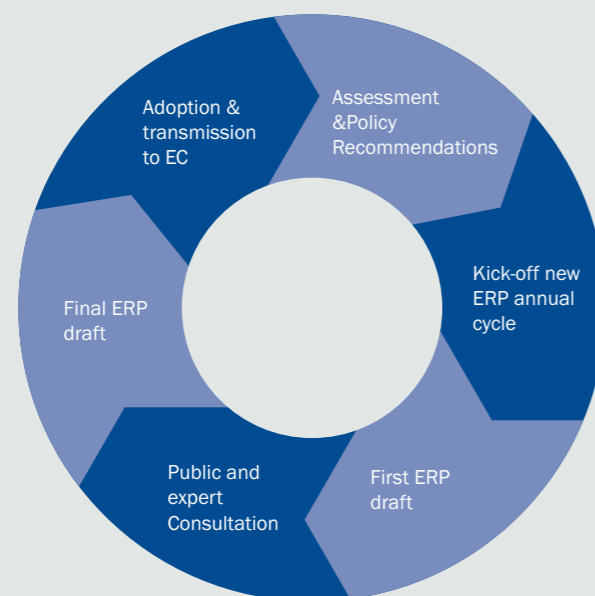 Adoption &
transmission
to EC
Assessment
&Policy
Recommendations
Kick-off new
ERP annual
cycle
First ERP
draft
Public and
expert
Consultation
Final ERP
draft